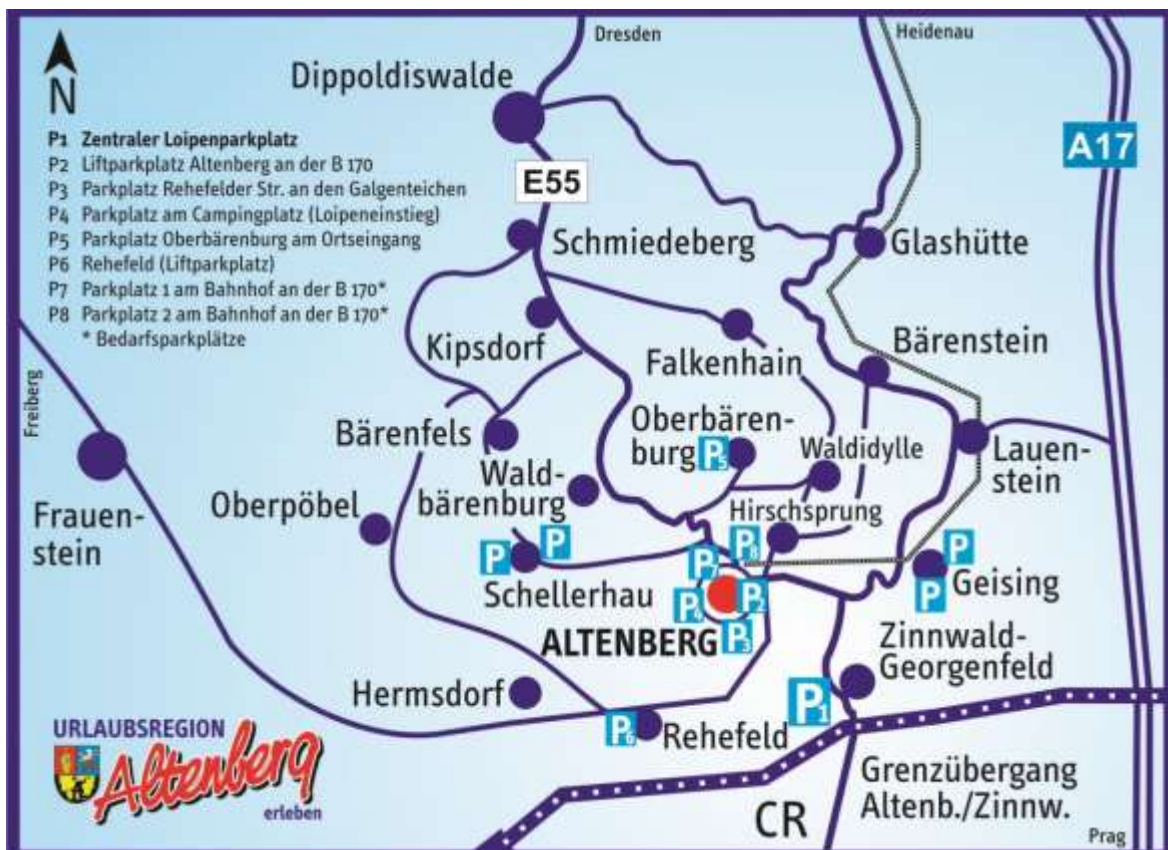 Dresden
Heidenau
N
Dippoldiswalde
A17
P1 Zentraler Loipenparkplatz
P2 Liftparkplatz Altenberg an der B 170
P3 Parkplatz Rehefelder Str. an den Galgenteichen
P4 Parkplatz am Campingplatz (Loipeneinstieg)
P5 Parkplatz Oberbärenburg am Ortseingang
P6 Rehefeld (Liftparkplatz)
P7 Parkplatz 1 am Bahnhof an der B 170*
P8 Parkplatz 2 am Bahnhof an der B 170*
* Bedarfsparkplätze
E55
Schmiedeberg
Glashütte
Kipsdorf
Falkenhain
Bärenstein
Freiberg
Bärenfels
Oberbären-
burg P5
Waldidylle
Lauen-
stein
Frauen-
stein
Oberpöbel
Wald-
bärenburg
Hirschsprung
P P
Schellerhau
P7
P8
P4
P2
P3
ALTENBERG
P
P
Geising
Zinnwald-
Georgenfeld
P1
Hermsdorf
P6
Rehefeld
URLAUBSREGION
Altenberg
erleben
Grenzübergang
Altenb./Zinnw.
CR
Prag